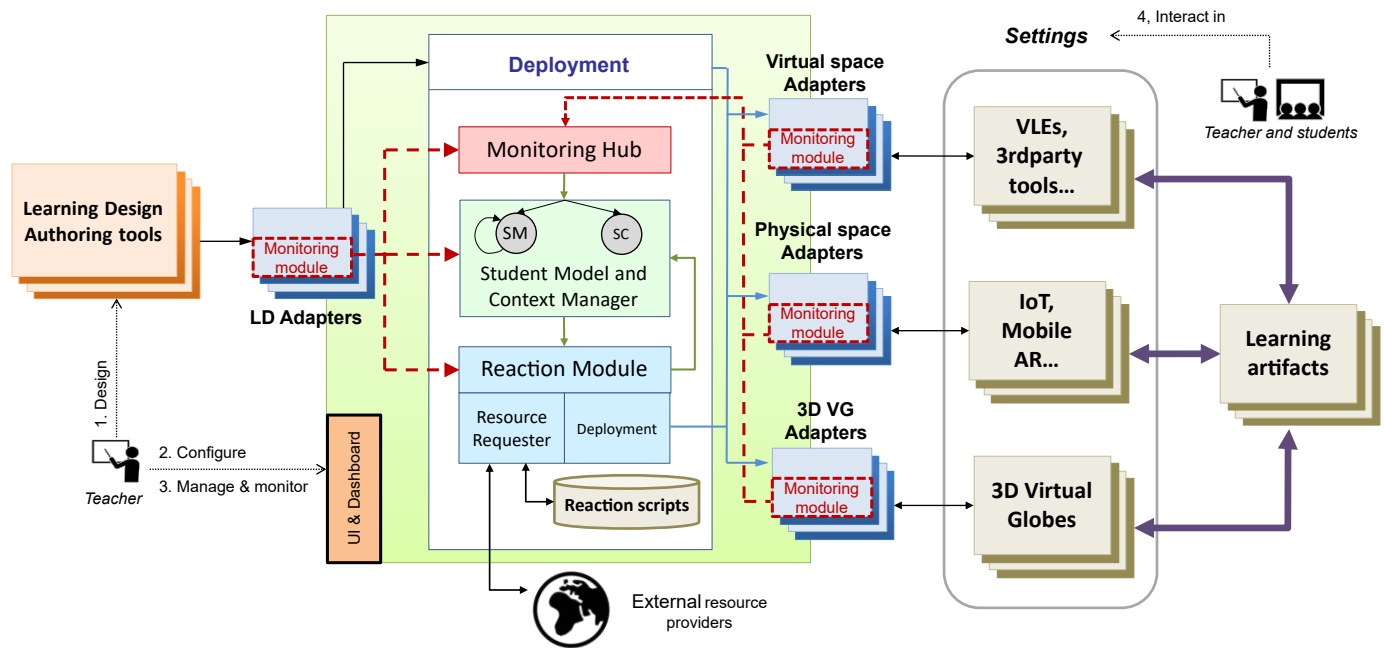 4, Interact in
Settings
Teacher and students
Virtual space
Adapters
Deployment
Monitoring
module
VLEs,
3rdparty
tools...
Monitoring Hub
Learning Design
Authoring tools
Monitoring
module
LD Adapters
SM
SC
Student Model and
Context Manager
Physical space
Adapters
Monitoring
module
IoT,
Mobile
AR...
Learning
artifacts
Reaction Module
Resource
Requester
Deployment
Reaction scripts
3D VG
Adapters
Monitoring
module
3D Virtual
Globes
1. Design
Teacher
2. Configure
3. Manage & monitor
UI & Dashboard
External resource
providers